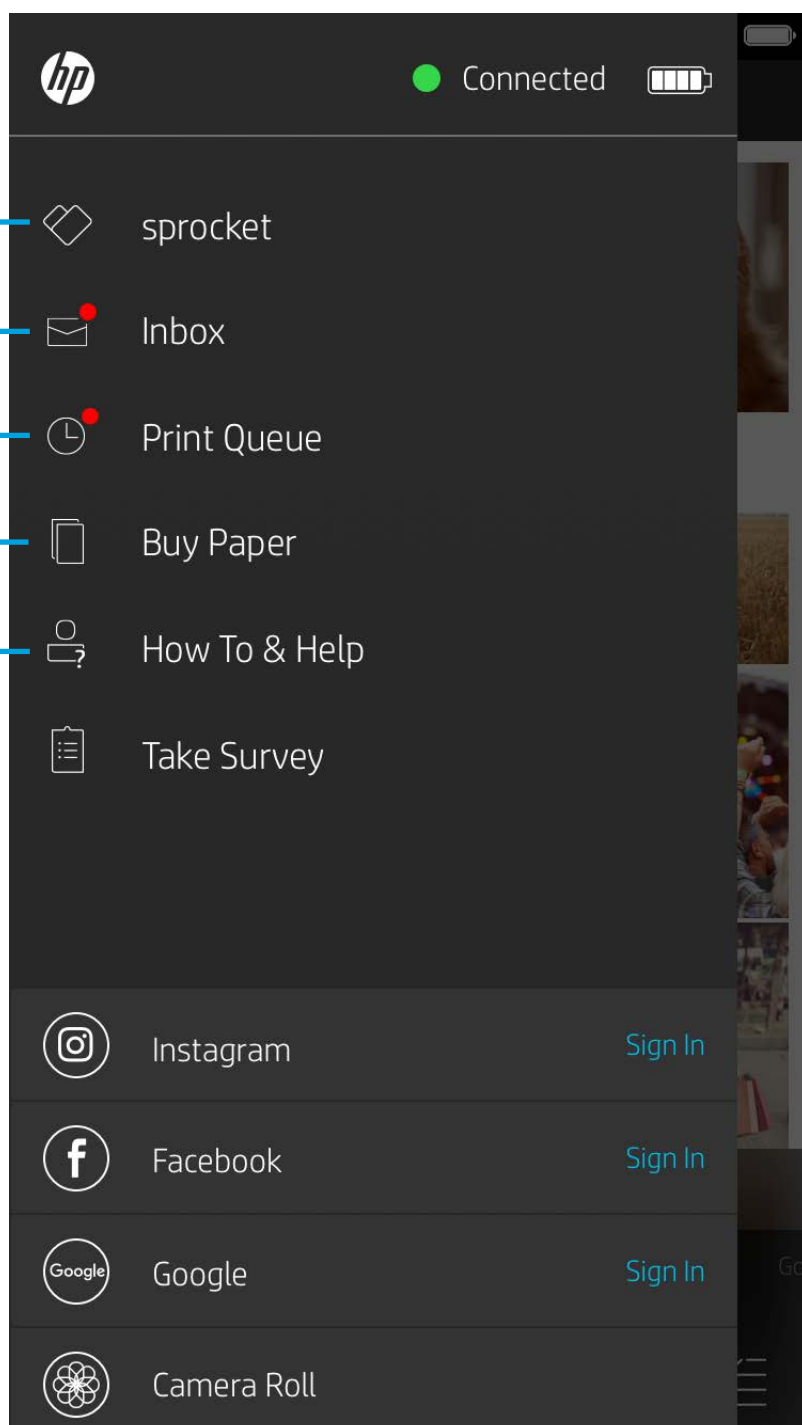 hp
Connected
sprocket
Inbox
Print Queue
Buy Paper
How To & Help
Take Survey
Instagram
Sign In
Facebook
Sign In
Google
Google
Sign In
Go
Camera Roll